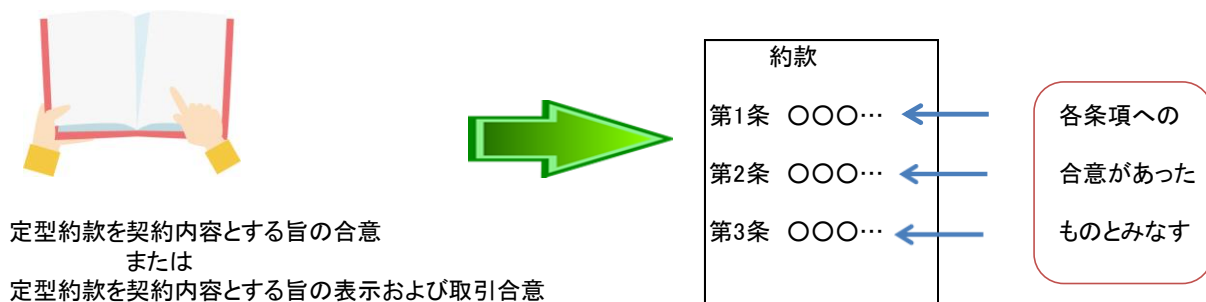 約款
第1条 〇〇〇…
第2条 〇〇〇…
第3条 〇〇〇…
各条項への
合意があった
ものとみなす
定型約款を契約内容とする旨の合意
または
定型約款を契約内容とする旨の表示および取引合意